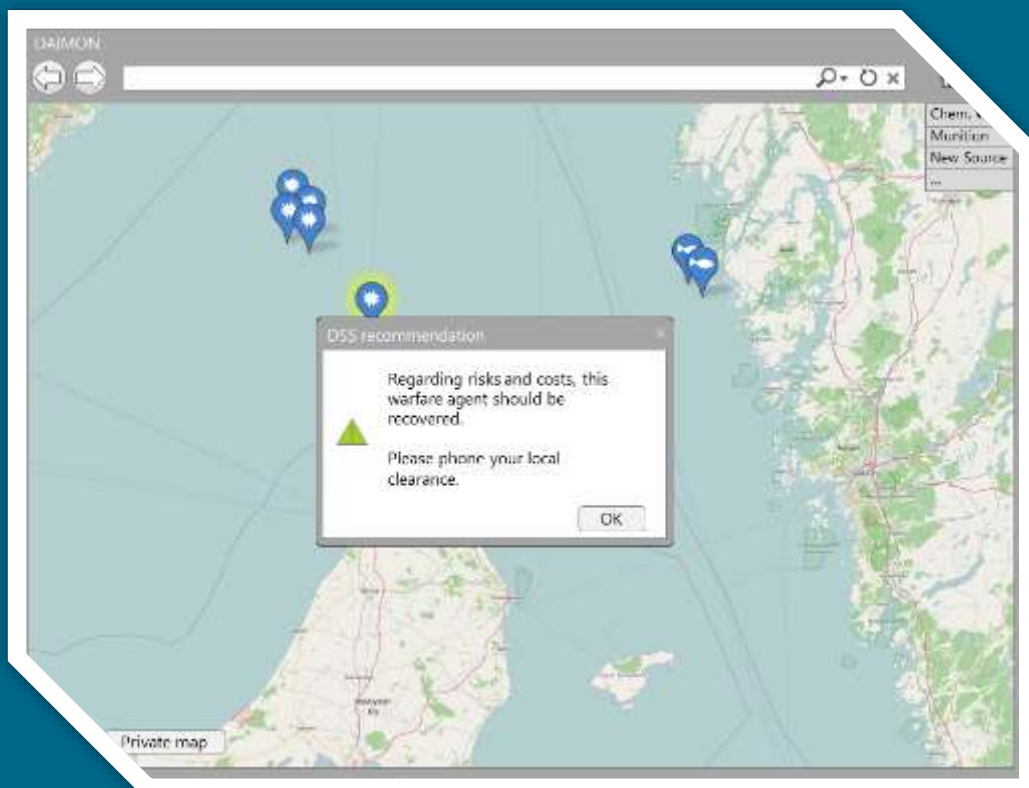 DAIMON
Chem.
Munition
New Source
...
DSS recommendation
Regarding risks and costs, this
warfare agent should be
recovered.
Please phone your local
clearance.
OK
Private map